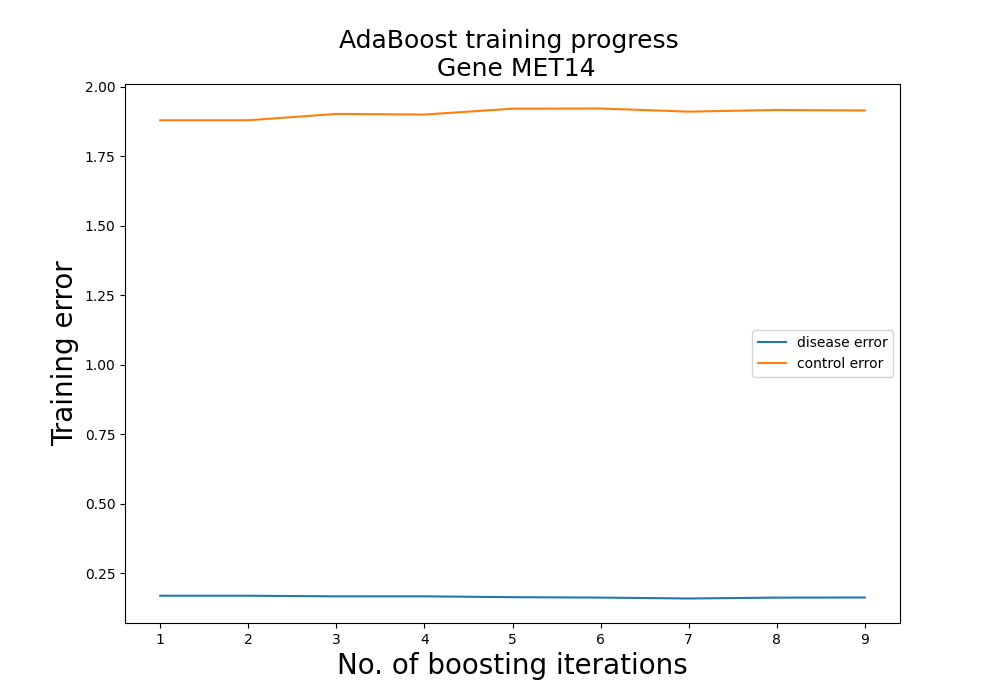 AdaBoost training progress
Gene MET14
2.00
1.75
1.50
1.25
1.00
0.75
0.50
0.25
Training error
disease error
control error
1 2 3 4 5 6 7 8 9
No. of boosting iterations